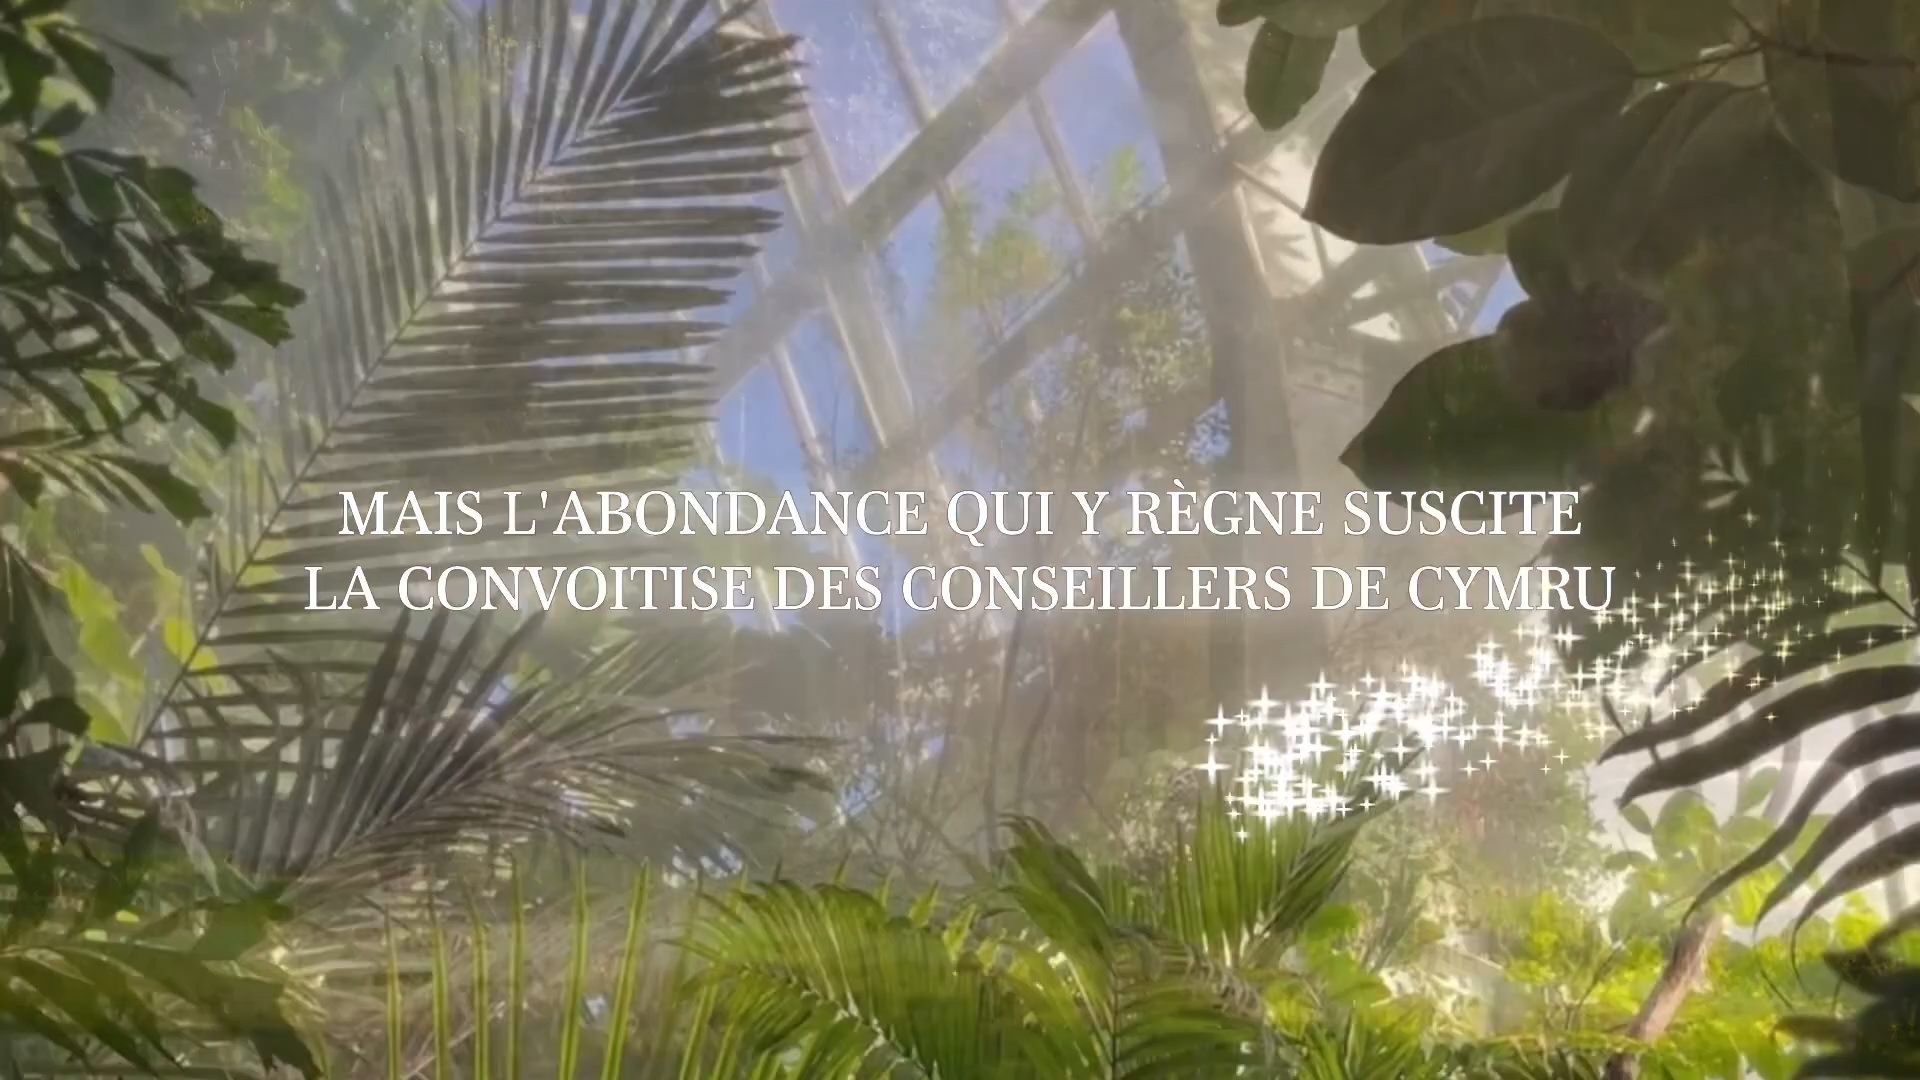 MAIS L'ABONDANCE QUI Y RÈGNE SUSCITE
LA CONVOITISE DES CONSEILLERS DE CYMRU